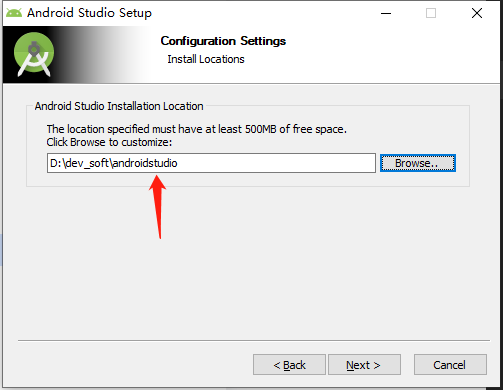 Android Studio Setup
Configuration Settings
Install Locations
Android Studio Installation Location
The location specified must have at least 500MB of free space.
Click Browse to customize:
D:\dev_soft\androidstudio
Browse..
< Back
Next >
Cancel